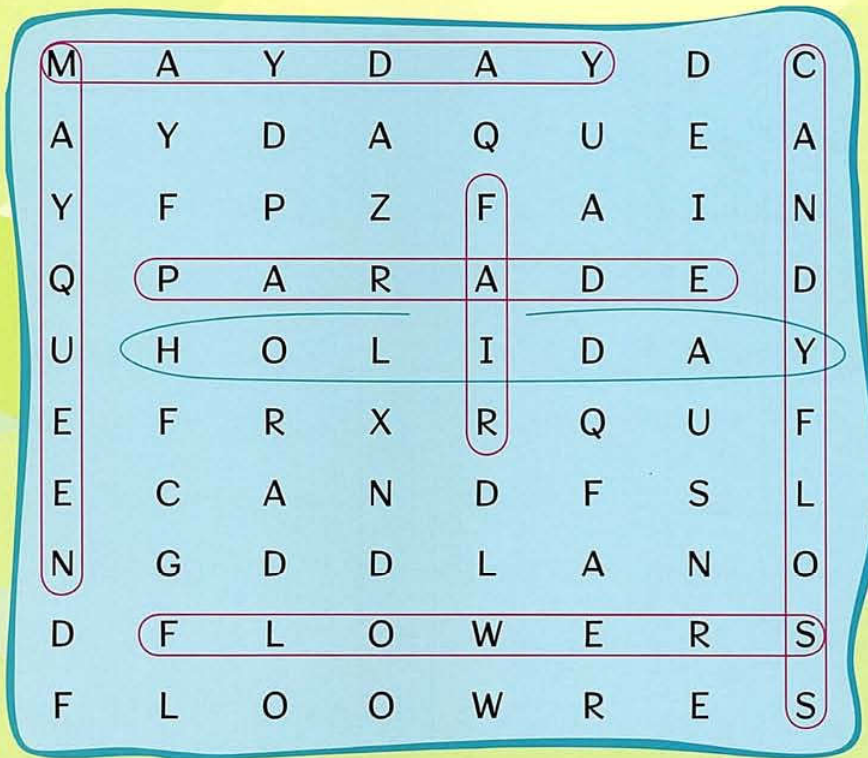 M A Y D A Y D C
A Y D A Q U E A
Y F P Z F A I N
Q P A R A D E D
U H O L I D A Y
E F R X R Q U F
E C A N D F S L
N G D D L A N O
D F L O W E R S
F L O O W R E S